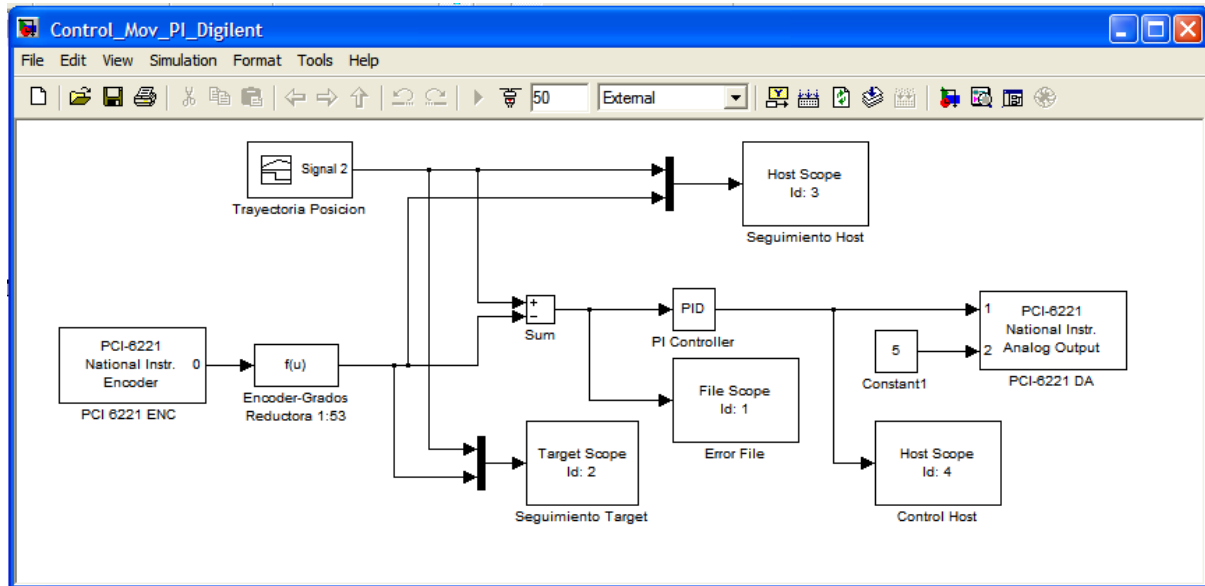 Control_Mov_PI_Digilent
File Edit View Simulation Format Tools Help
50 External
Signal 2
Trayectoria Posicion
Host Scope
Id: 3
Seguimiento Host
+
−
Sum
PID
PI Controller
PCI-6221
National Instr.
Encoder
0
PCI 6221 ENC
f(u)
Encoder-Grados
Reductora 1:53
5
Constant1
1
2
PCI-6221
National Instr.
Analog Output
PCI-6221 DA
File Scope
Id: 1
Error File
Target Scope
Id: 2
Seguimiento Target
Host Scope
Id: 4
Control Host